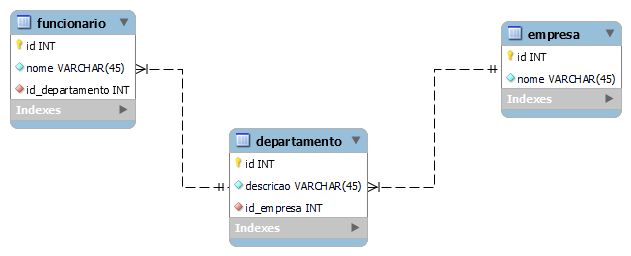 funcionario
id INT
nome VARCHAR(45)
id_departamento INT
Indexes
empresa
id INT
nome VARCHAR(45)
Indexes
departamento
id INT
descricao VARCHAR(45)
id_empresa INT
Indexes